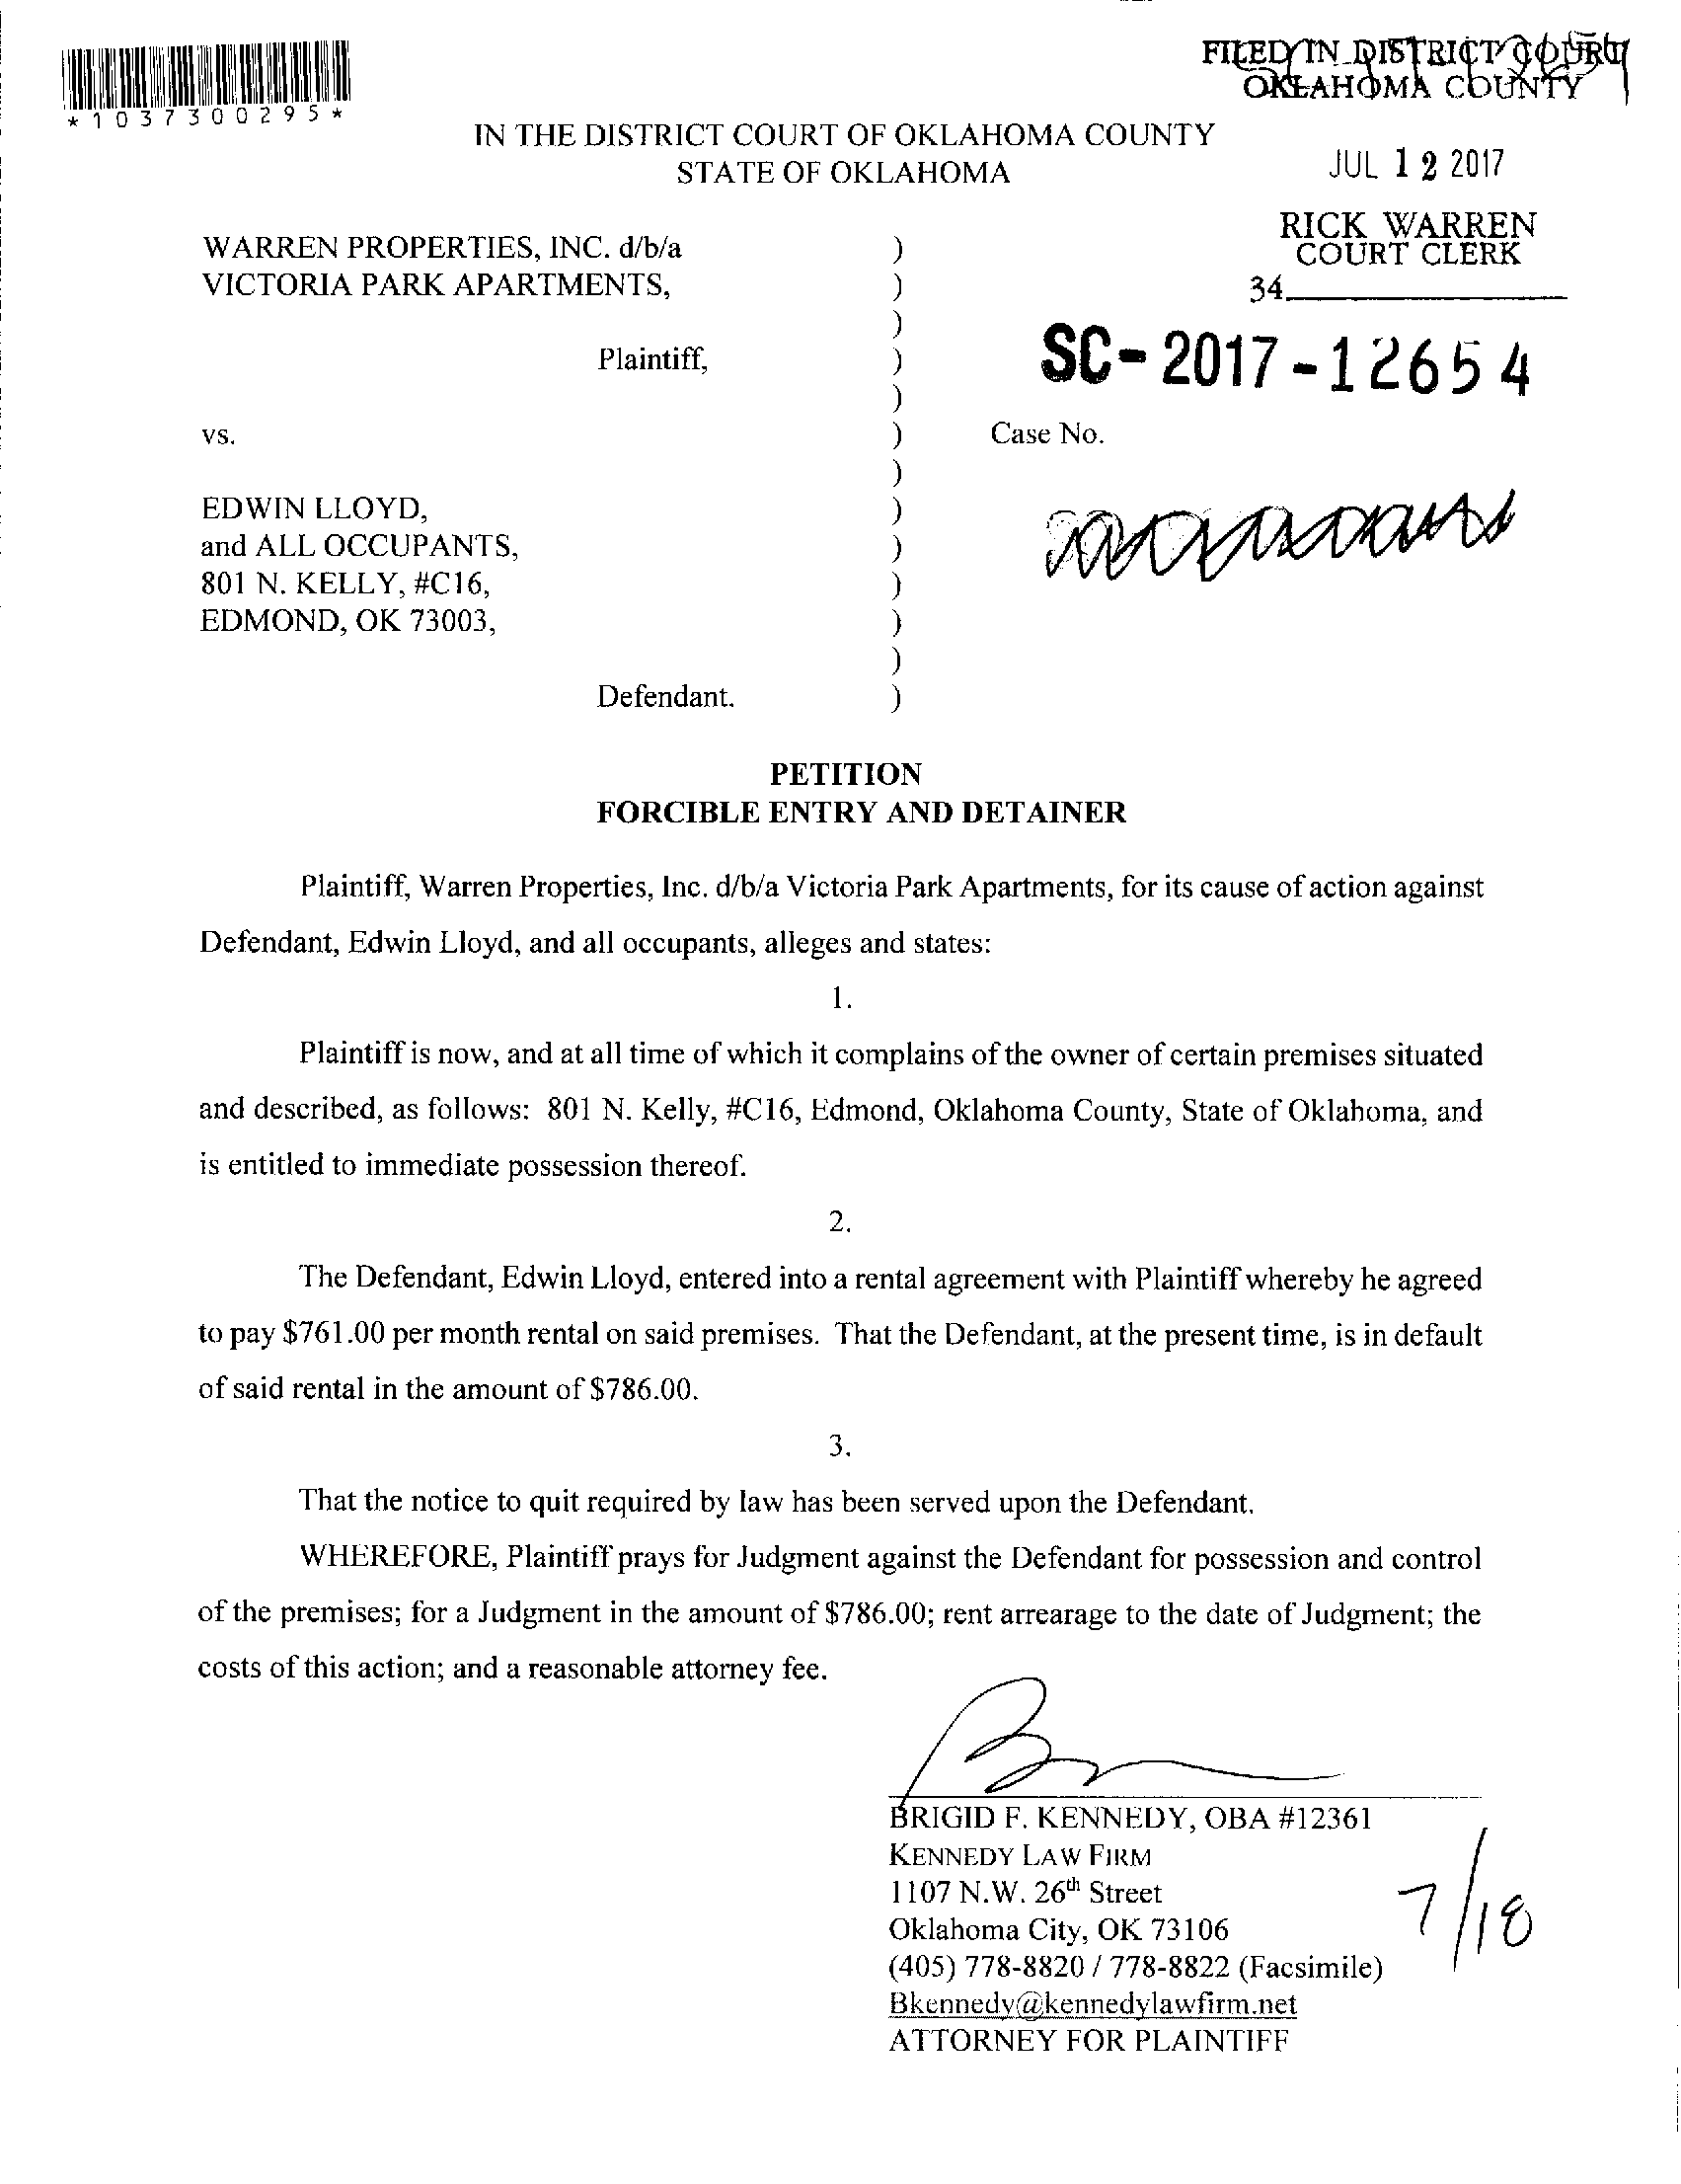 FILED IN DISTRICT COURT
OKLAHOMA COUNTY
*1037300295*
IN THE DISTRICT COURT OF OKLAHOMA COUNTY
STATE OF OKLAHOMA
JUL 12 2017
RICK WARREN
COURT CLERK
34
WARREN PROPERTIES, INC. d/b/a )
VICTORIA PARK APARTMENTS, )
)
Plaintiff, )
SC-2017-12654
)
vs. ) Case No.
)
EDWIN LLOYD, )
and ALL OCCUPANTS, )
801 N. KELLY, #C16, )
EDMOND, OK 73003, )
)
Defendant. )
PETITION
FORCIBLE ENTRY AND DETAINER
Plaintiff, Warren Properties, Inc. d/b/a Victoria Park Apartments, for its cause of action against
Defendant, Edwin Lloyd, and all occupants, alleges and states:
1.
Plaintiff is now, and at all time of which it complains of the owner of certain premises situated
and described, as follows: 801 N. Kelly, #C16, Edmond, Oklahoma County, State of Oklahoma, and
is entitled to immediate possession thereof.
2.
The Defendant, Edwin Lloyd, entered into a rental agreement with Plaintiff whereby he agreed
to pay $761.00 per month rental on said premises. That the Defendant, at the present time, is in default
of said rental in the amount of $786.00.
3.
That the notice to quit required by law has been served upon the Defendant.
WHEREFORE, Plaintiff prays for Judgment against the Defendant for possession and control
of the premises; for a Judgment in the amount of $786.00; rent arrearage to the date of Judgment; the
costs of this action; and a reasonable attorney fee.
BRIGID F. KENNEDY, OBA #12361
KENNEDY LAW FIRM
1107 N.W. 26th Street
Oklahoma City, OK 73106
(405) 778-8820 / 778-8822 (Facsimile)
Bkennedy@kennedylawfirm.net
ATTORNEY FOR PLAINTIFF
7/18